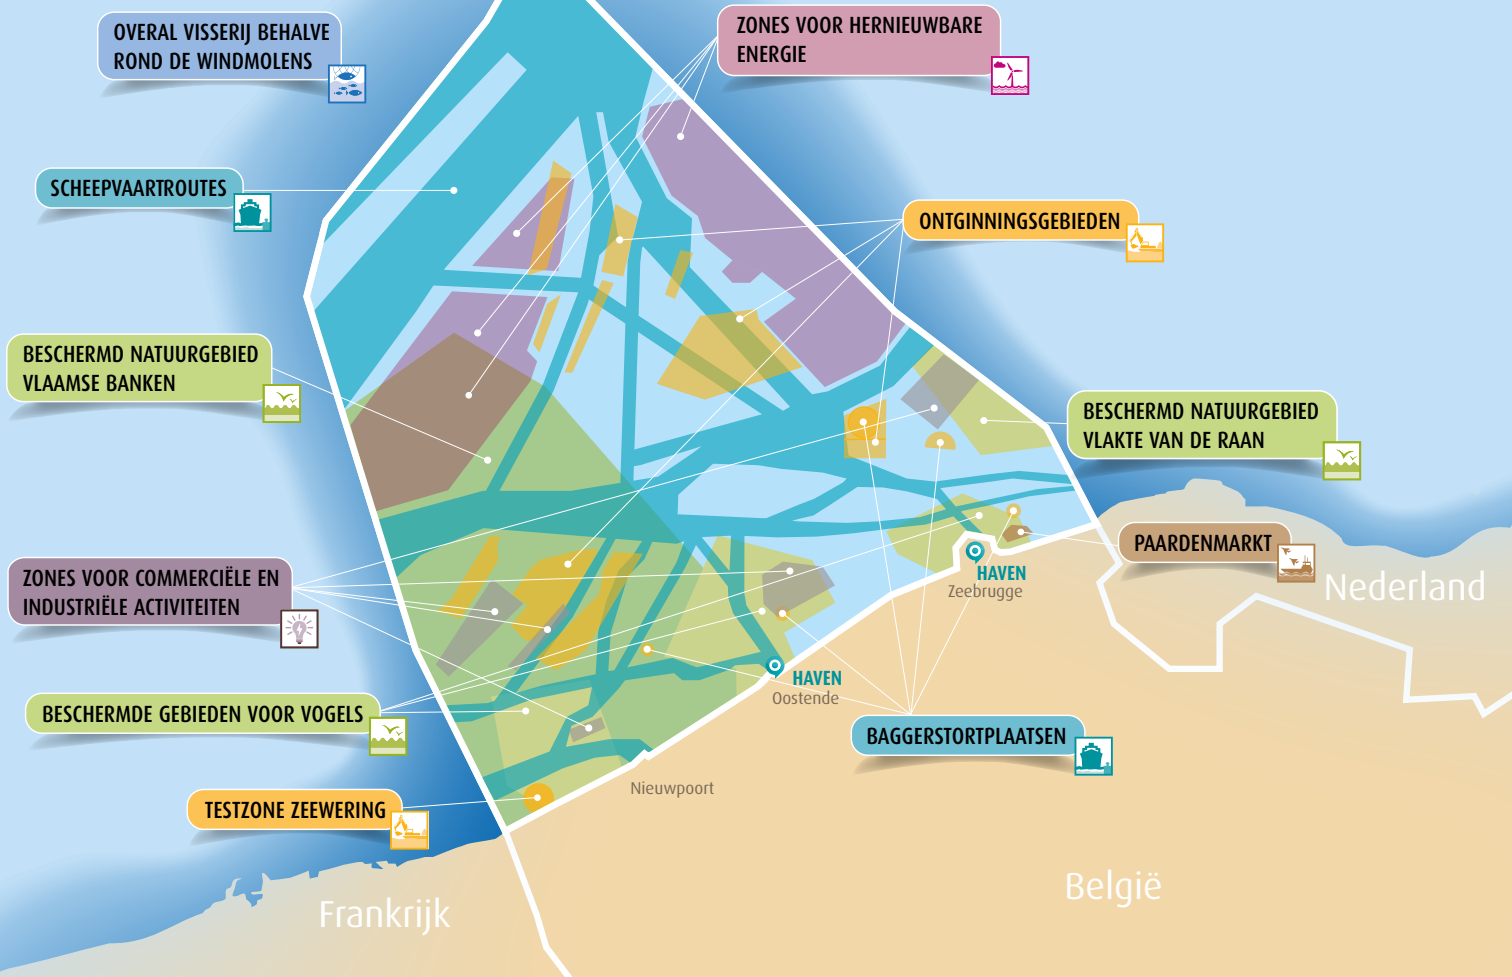 OVERAL VISSERIJ BEHALVE
ROND DE WINDMOLENS
ZONES VOOR HERNIEUWBARE
ENERGIE
SCHEEPVAARTROUTES
ONTGINNINGSGEBIEDEN
BESCHERMD NATUURGEBIED
VLAAMSE BANKEN
BESCHERMD NATUURGEBIED
VLAKTE VAN DE RAAN
PAARDENMARKT
ZONES VOOR COMMERCIËLE EN
INDUSTRIËLE ACTIVITEITEN
HAVEN
Zeebrugge
Nederland
HAVEN
Oostende
BESCHERMDE GEBIEDEN VOOR VOGELS
BAGGERSTORTPLAATSEN
Nieuwpoort
TESTZONE ZEEWERING
België
Frankrijk